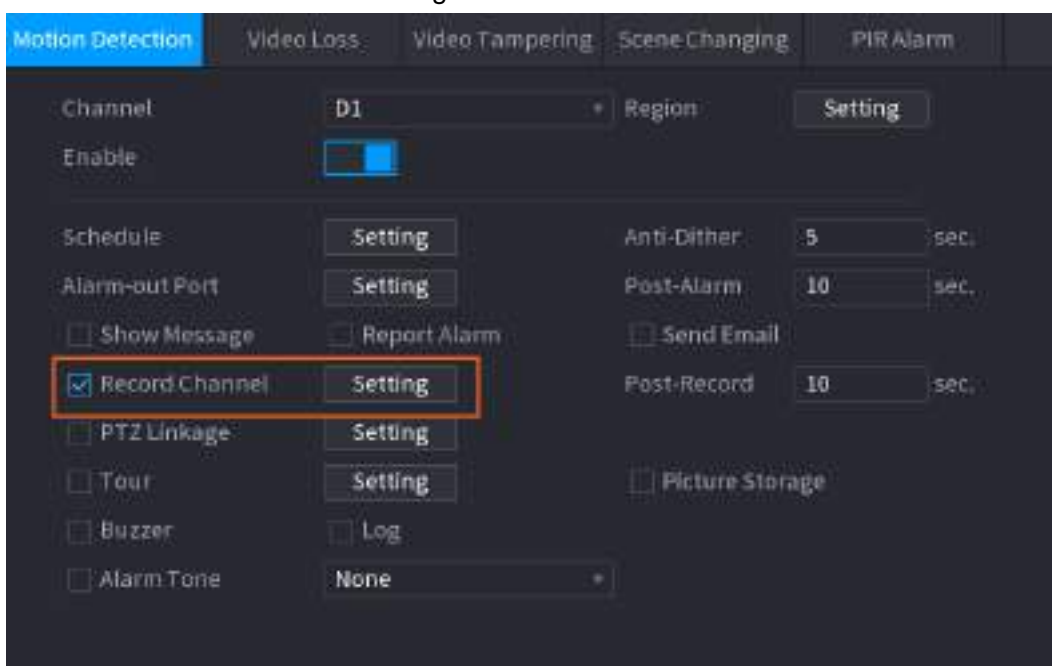 Motion Detection Video Loss Video Tampering Scene Changing PIR Alarm
Channel D1 Region Setting
Enable
Schedule Setting Anti-Dither 5 sec.
Alarm-out Port Setting Post-Alarm 10 sec.
Show Message Report Alarm Send Email
Record Channel Setting Post-Record 10 sec.
PTZ Linkage Setting
Tour Setting Picture Storage
Buzzer Log
Alarm Tone None